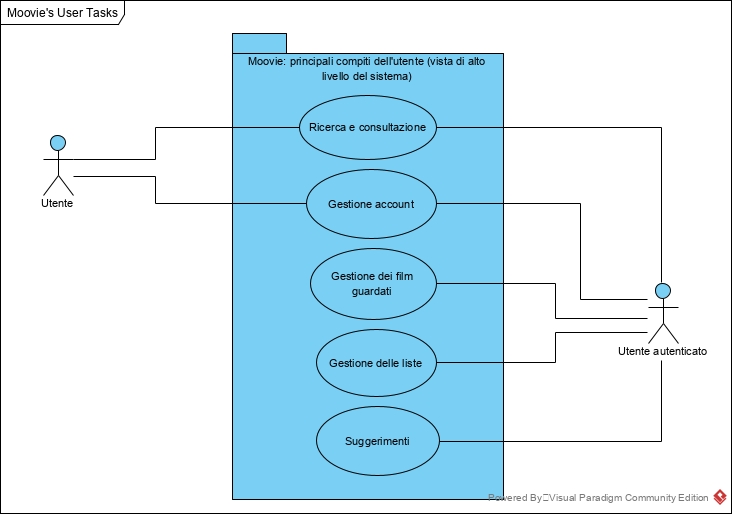 Moovie's User Tasks
Moovie: principali compiti dell'utente (vista di alto
livello del sistema)
Ricerca e consultazione
Utente
Gestione account
Gestione dei film
guardati
Utente autenticato
Gestione delle liste
Suggerimenti
Powered By Visual Paradigm Community Edition